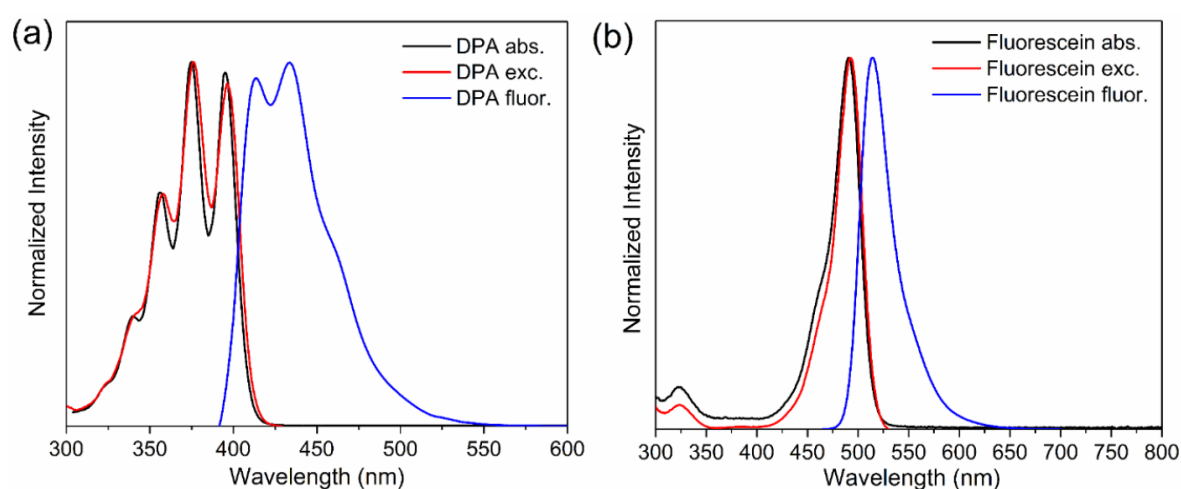 (a)
DPA abs.
DPA exc.
DPA fluor.
Normalized Intensity
300 350 400 450 500 550 600
Wavelength (nm)
(b)
Fluorescein abs.
Fluorescein exc.
Fluorescein fluor.
Normalized Intensity
300 350 400 450 500 550 600 650 700 750 800
Wavelength (nm)